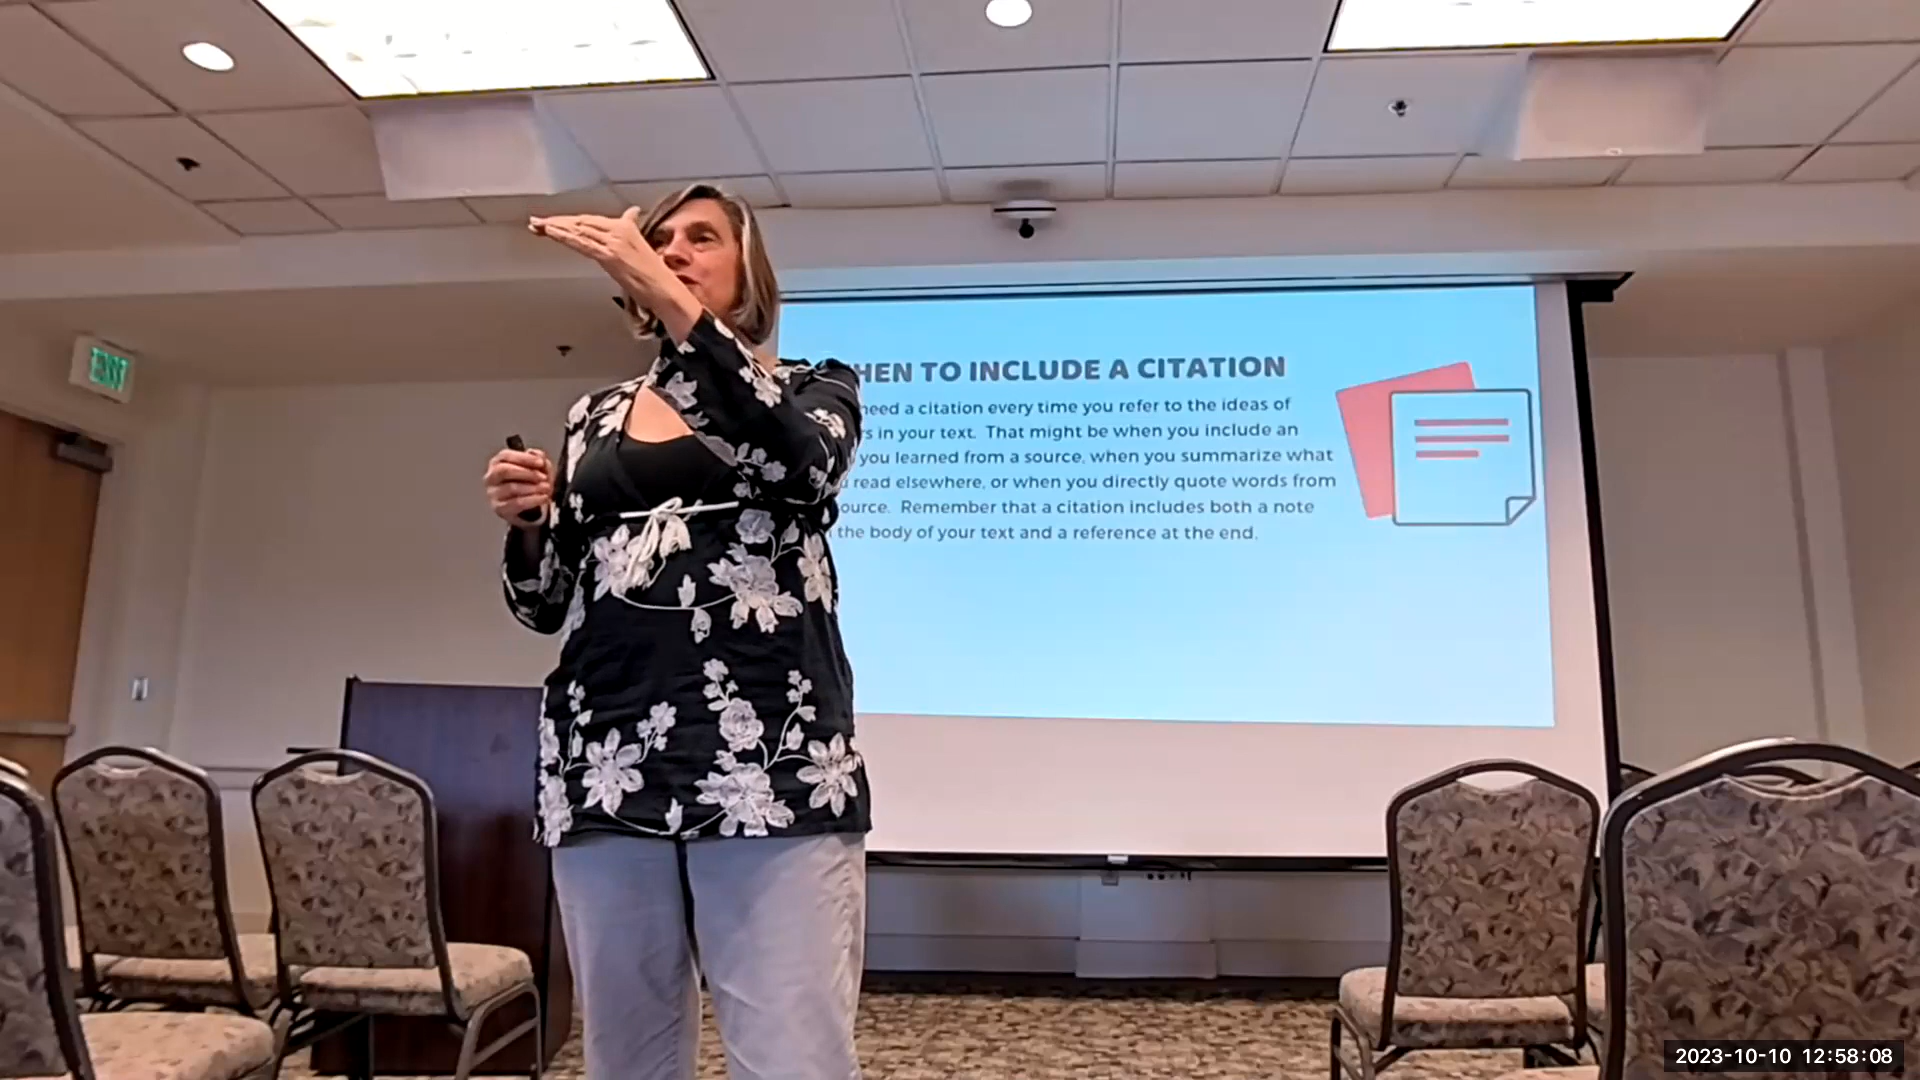 EXIT
HEN TO INCLUDE A CITATION
need a citation every time you refer to the ideas of
rs in your text. That might be when you include an
you learned from a source, when you summarize what
read elsewhere, or when you directly quote words from
ource. Remember that a citation includes both a note
the body of your text and a reference at the end.
2023-10-10 12:58:08